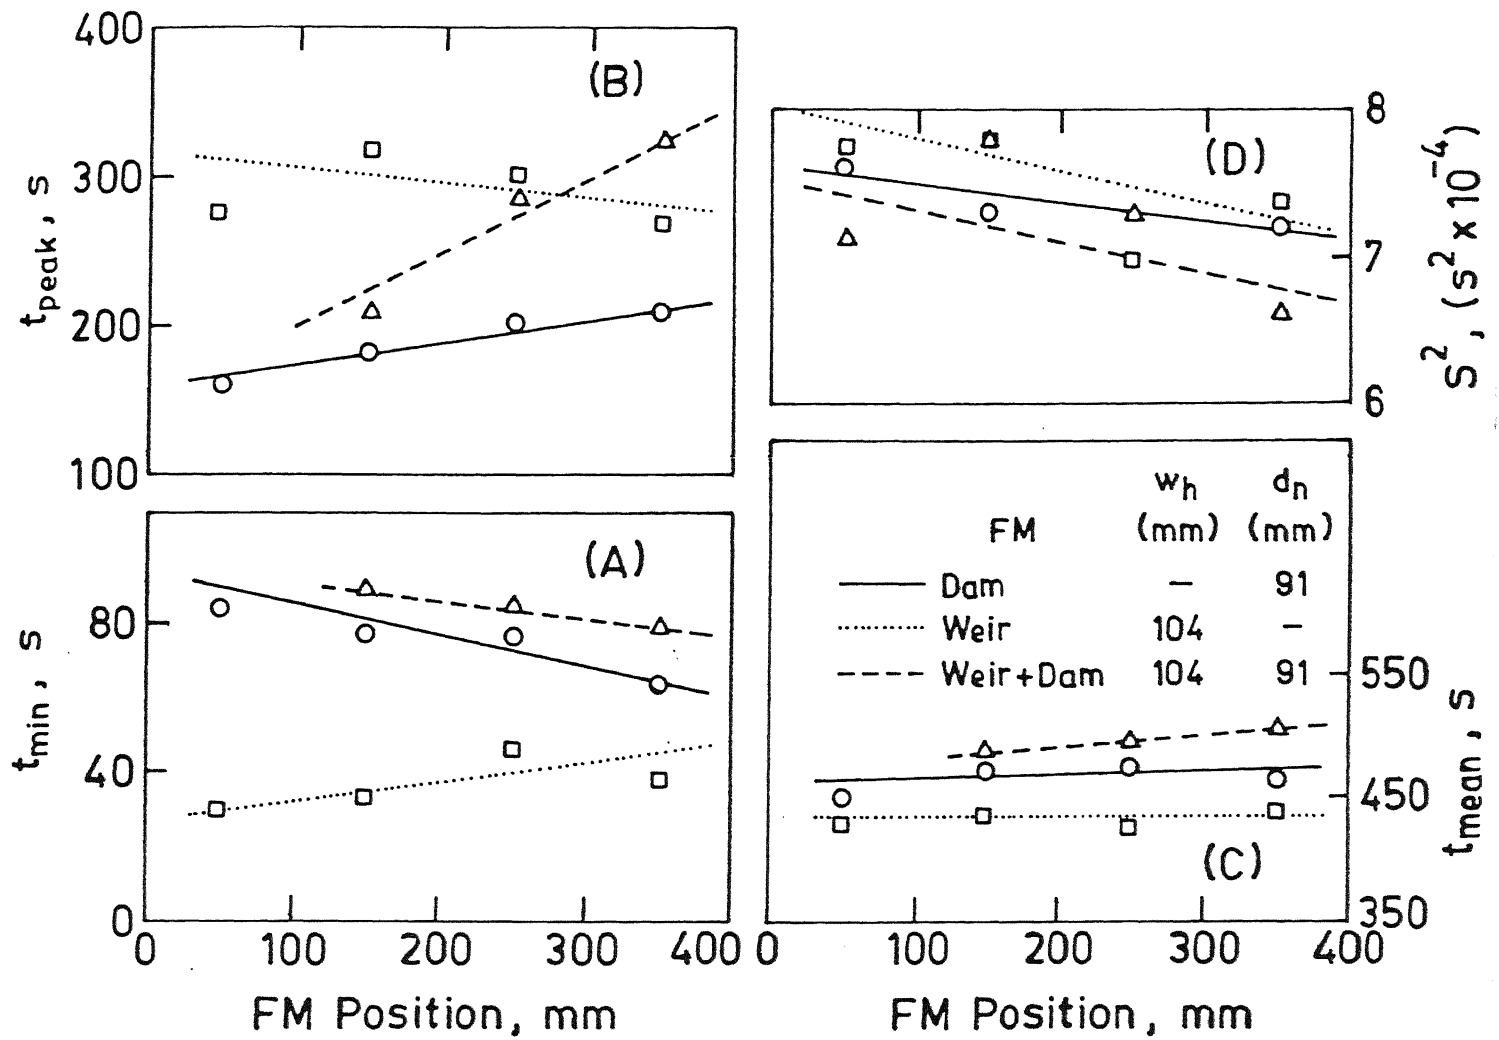 400
300
200
100
t_peak, s
(B)
80
40
0
t_min, s
(A)
0 100 200 300 400
FM Position, mm
8
7
6
S², (s² x 10⁻⁴)
(D)
w_h d_n
FM (mm) (mm)
Dam – 91
Weir 104 –
Weir+Dam 104 91
550
450
350
t_mean, s
(C)
0 100 200 300 400
FM Position, mm